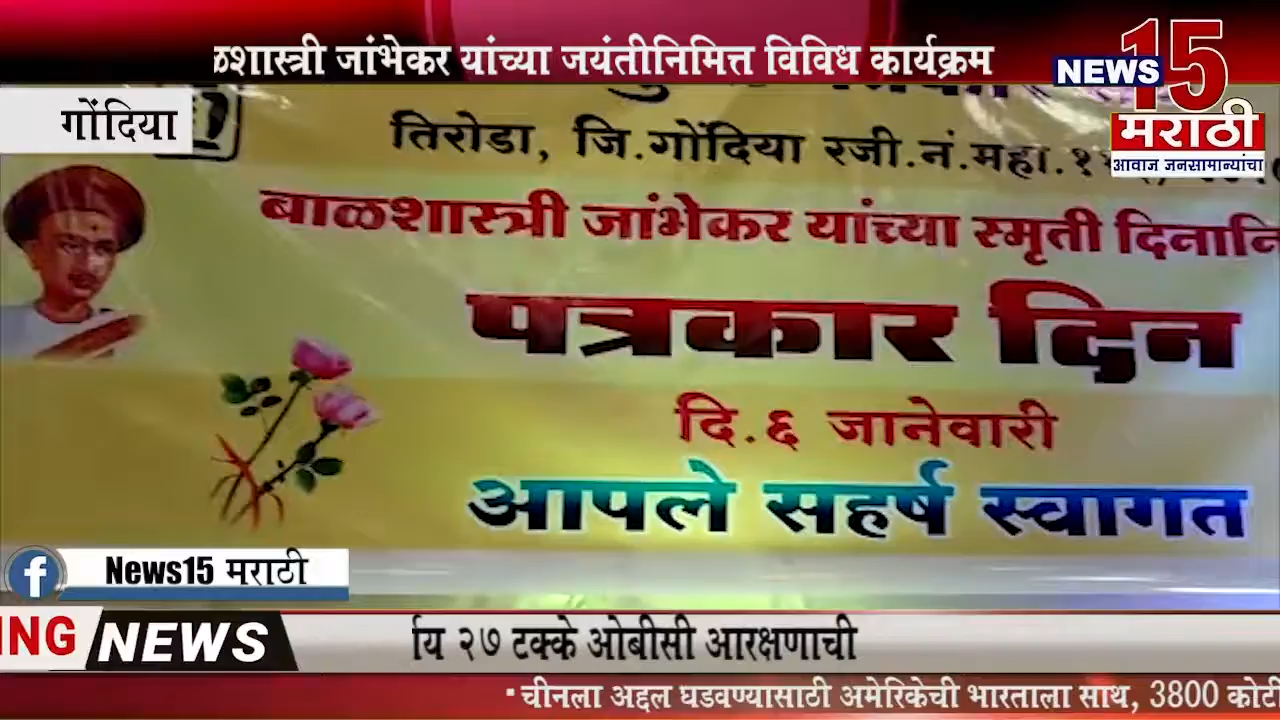 ळशास्त्री जांभेकर यांच्या जयंतीनिमित्त विविध कार्यक्रम
NEWS 15
मराठी
आवाज जनसामान्यांचा
गोंदिया
तिरोडा, जि.गोंदिया रजी.नं.महा.
बाळशास्त्री जांभेकर यांच्या स्मृती दिनानि
पत्रकार दिन
दि.६ जानेवारी
आपले सहर्ष स्वागत
f News15 मराठी
ING NEWS
र्य २७ टक्के ओबीसी आरक्षणाची
चीनला अद्दल घडवण्यासाठी अमेरिकेची भारताला साथ, 3800 कोटी